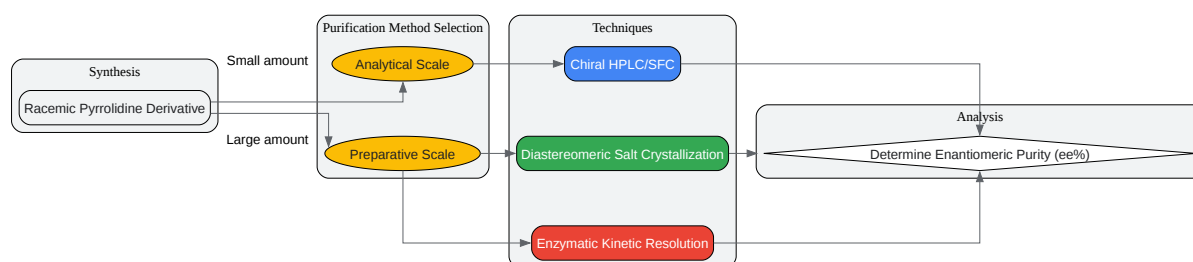 Synthesis
Racemic Pyrrolidine Derivative
Small amount
Large amount
Purification Method Selection
Analytical Scale
Preparative Scale
Techniques
Chiral HPLC/SFC
Diastereomeric Salt Crystallization
Enzymatic Kinetic Resolution
Analysis
Determine Enantiomeric Purity (ee%)